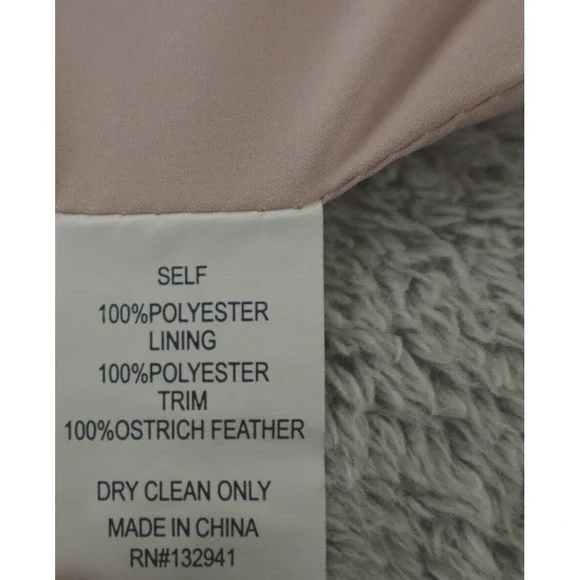 SELF
100%POLYESTER
LINING
100%POLYESTER
TRIM
100%OSTRICH FEATHER
DRY CLEAN ONLY
MADE IN CHINA
RN#132941